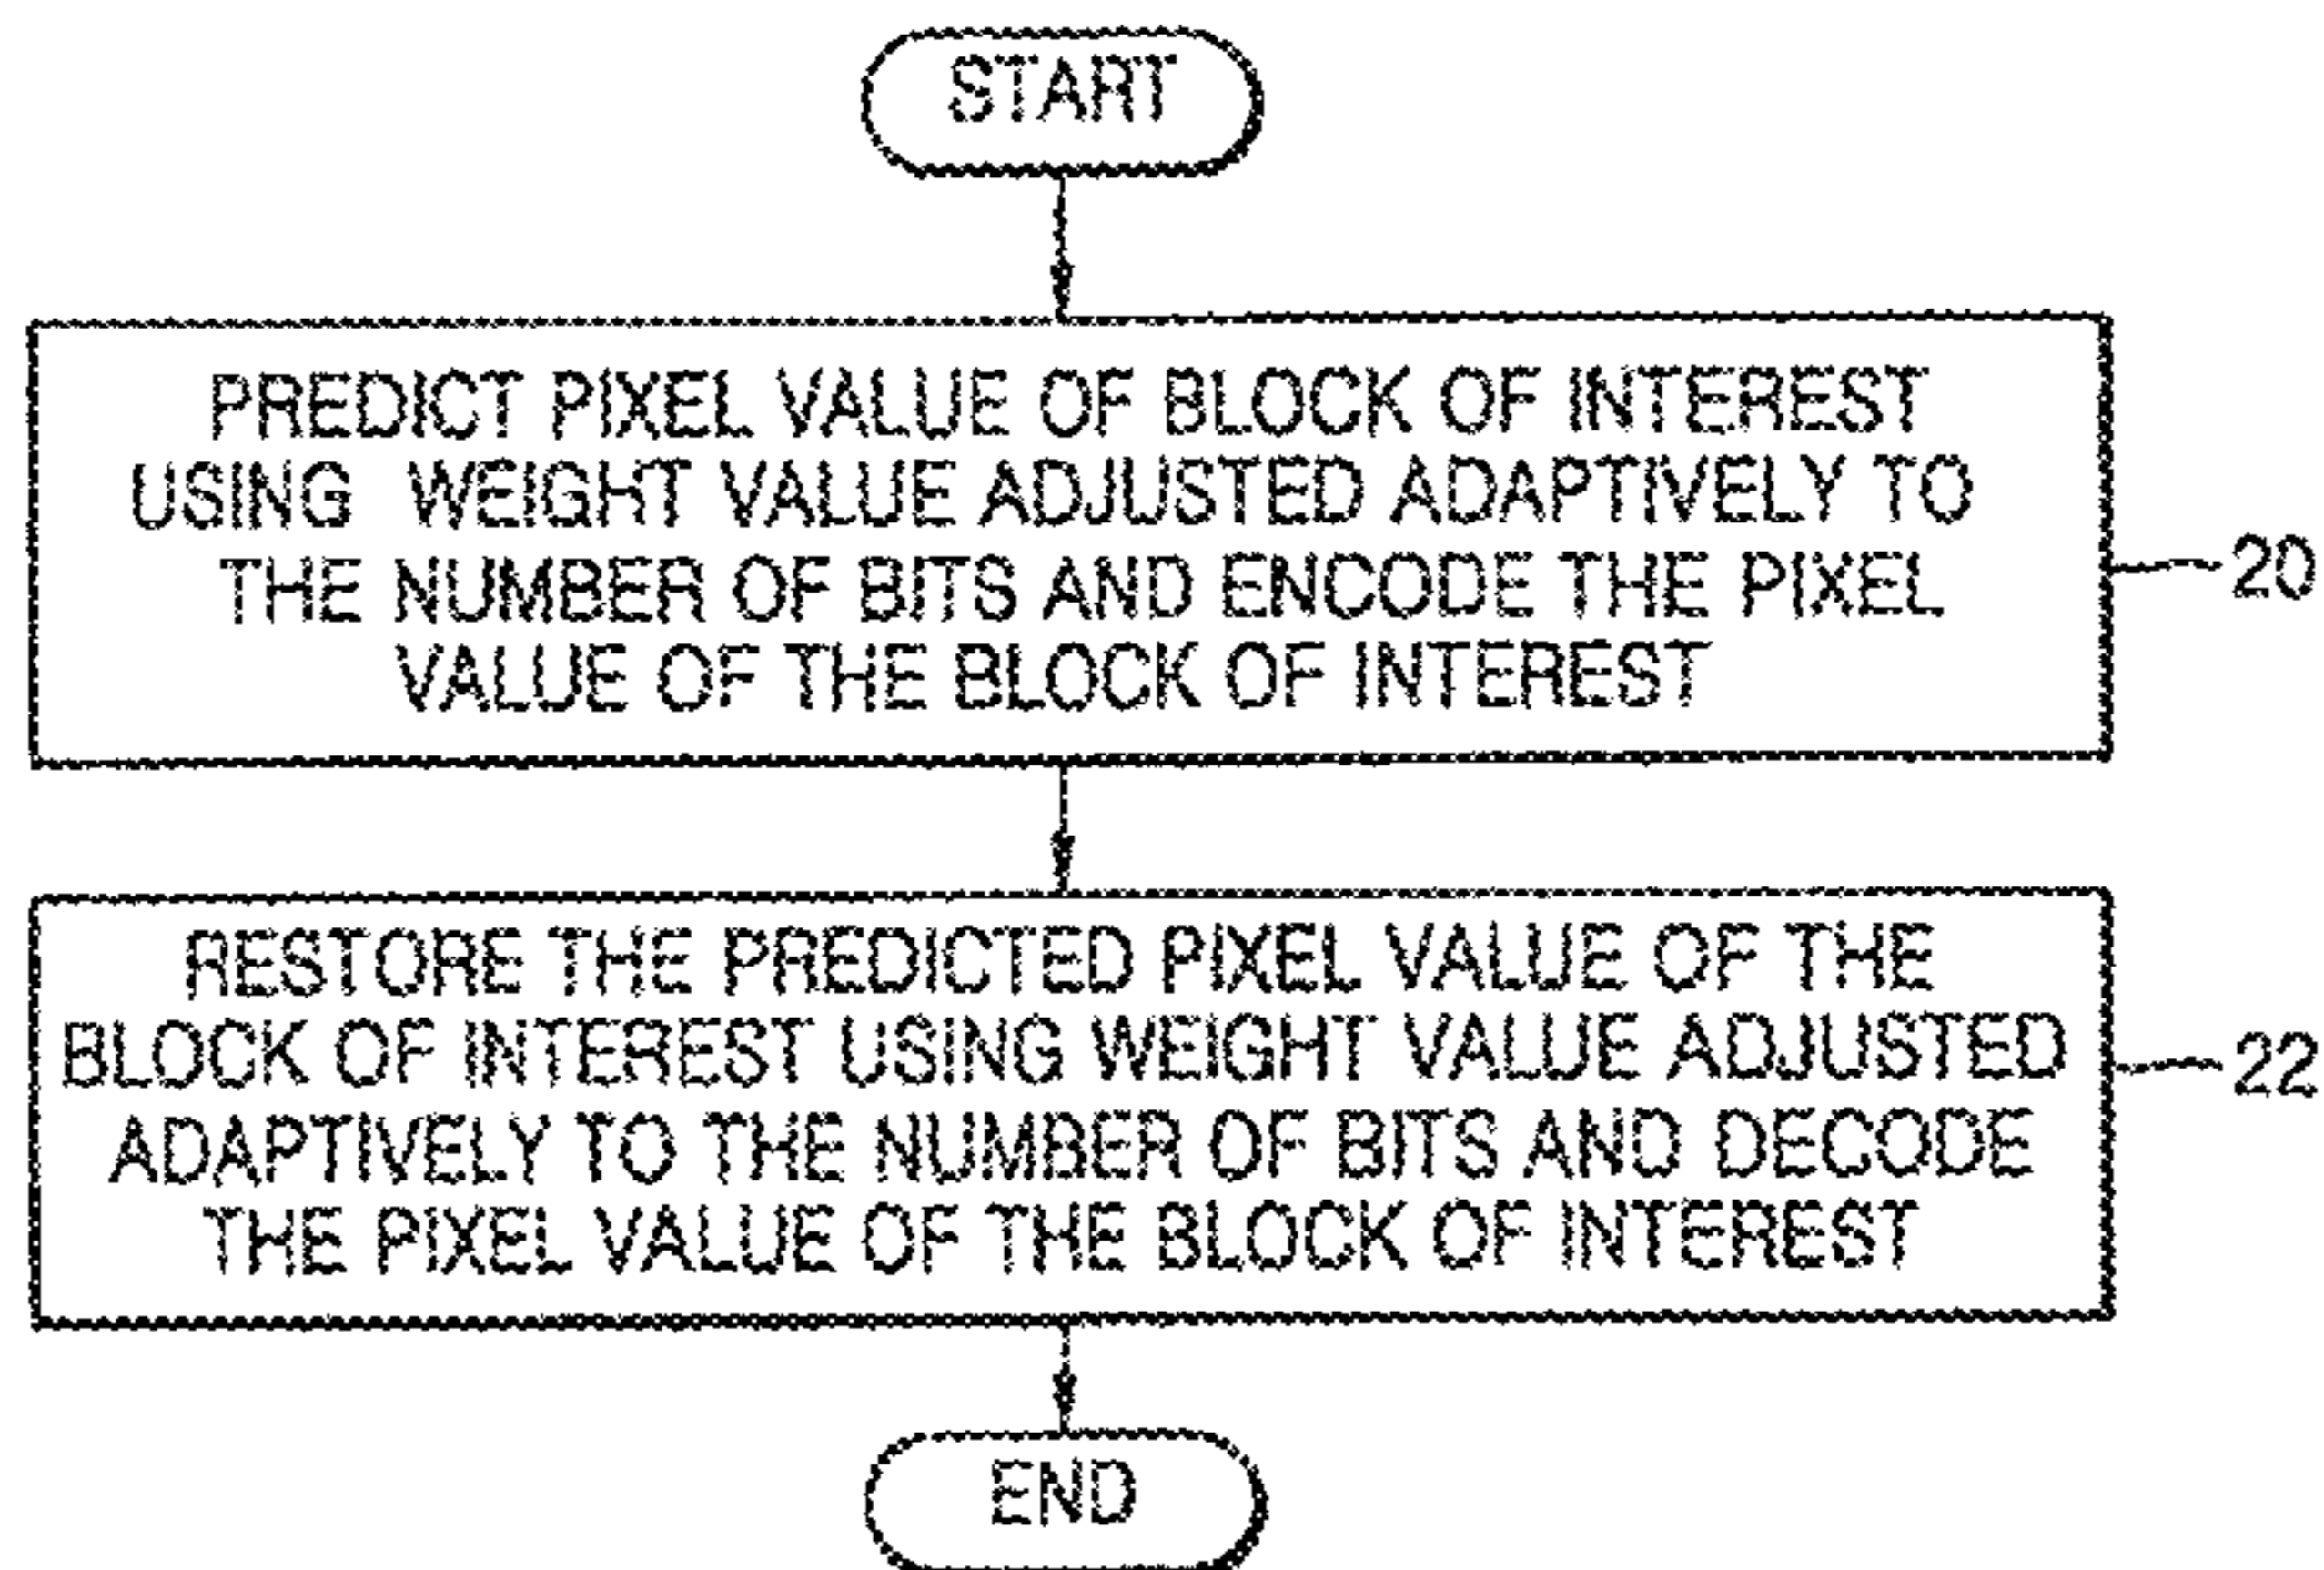 START
PREDICT PIXEL VALUE OF BLOCK OF INTEREST
USING WEIGHT VALUE ADJUSTED ADAPTIVELY TO
THE NUMBER OF BITS AND ENCODE THE PIXEL
VALUE OF THE BLOCK OF INTEREST
20
RESTORE THE PREDICTED PIXEL VALUE OF THE
BLOCK OF INTEREST USING WEIGHT VALUE ADJUSTED
ADAPTIVELY TO THE NUMBER OF BITS AND DECODE
THE PIXEL VALUE OF THE BLOCK OF INTEREST
22
END